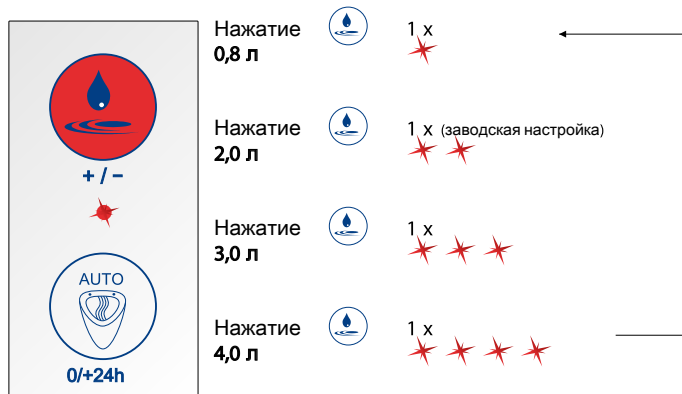 Нажатие 1 x
0,8 л
Нажатие 1 x (заводская настройка)
2,0 л
+ / −
Нажатие 1 x
3,0 л
AUTO
Нажатие 1 x
4,0 л
0/+24h